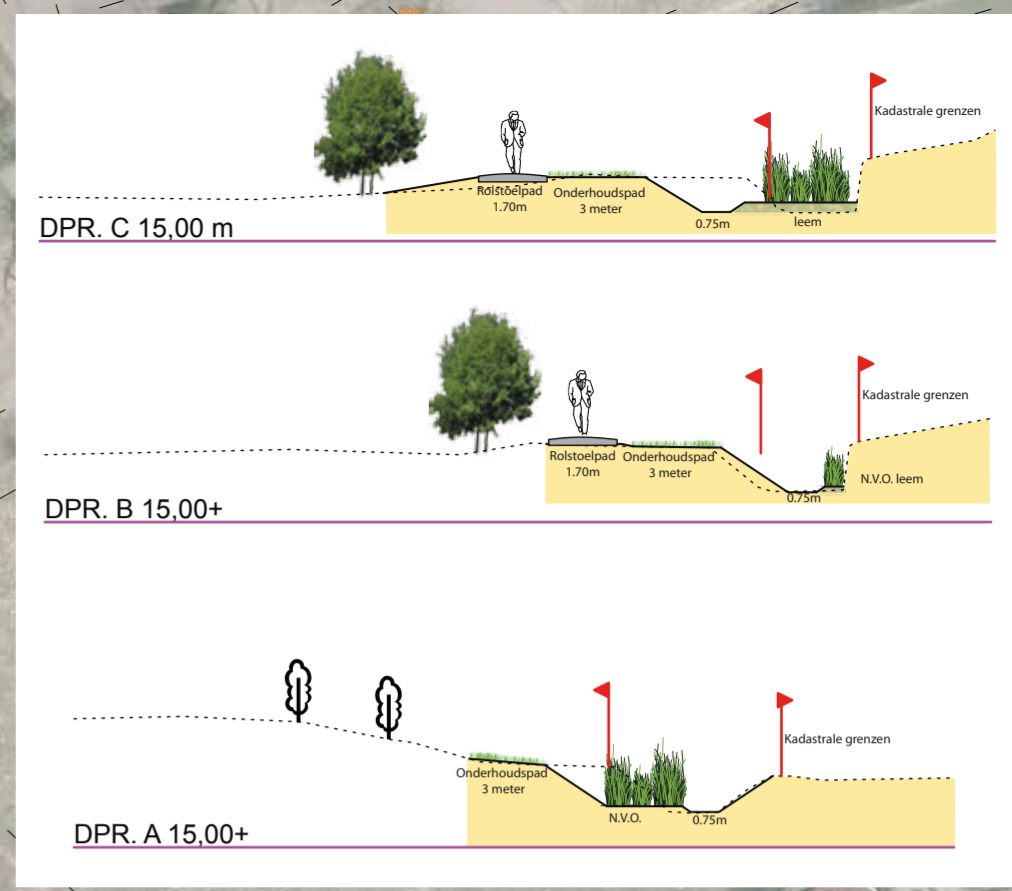 Kadastrale grenzen
Rolstoelpad
1.70m
Onderhoudspad
3 meter
0.75m
leem
DPR. C 15,00 m
Kadastrale grenzen
Rolstoelpad
1.70m
Onderhoudspad
3 meter
0.75m
N.V.O. leem
DPR. B 15,00+
Kadastrale grenzen
Onderhoudspad
3 meter
N.V.O.
0.75m
DPR. A 15,00+